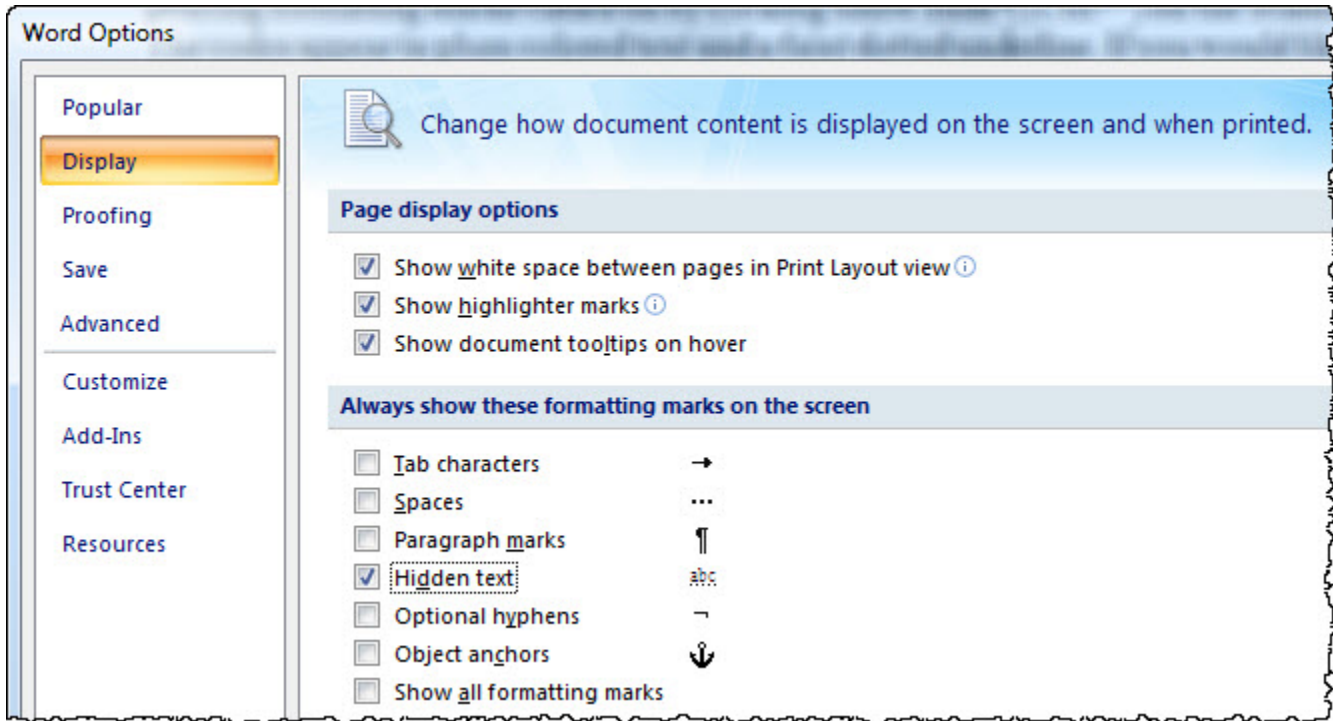 Word Options
Popular
Display
Proofing
Save
Advanced
Customize
Add-Ins
Trust Center
Resources
Change how document content is displayed on the screen and when printed.
Page display options
Show white space between pages in Print Layout view
Show highlighter marks
Show document tooltips on hover
Always show these formatting marks on the screen
Tab characters →
Spaces ...
Paragraph marks ¶
Hidden text abc
Optional hyphens ¬
Object anchors
Show all formatting marks